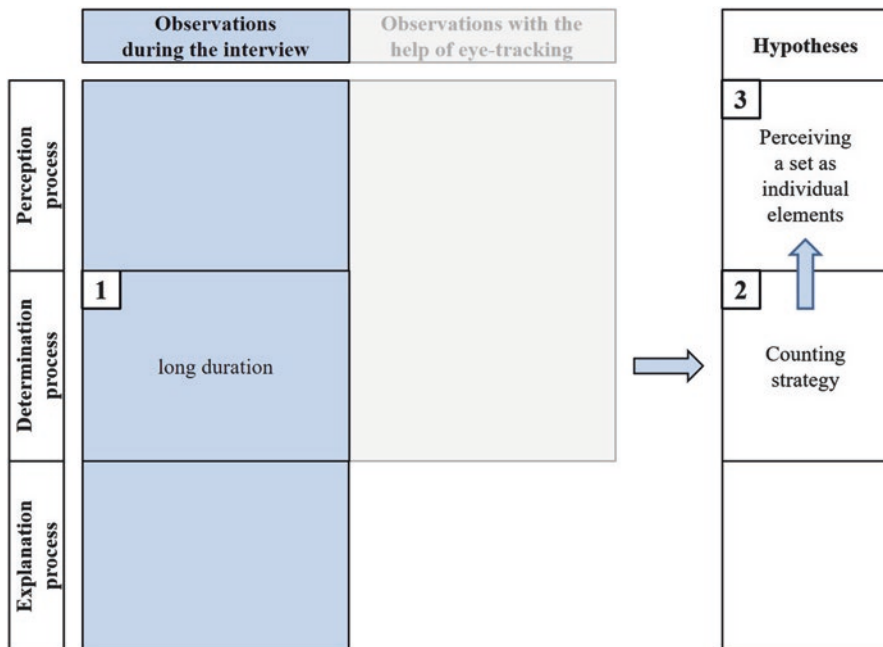 Observations
during the interview
Observations with the
help of eye-tracking
Hypotheses
Perception
process
3
Perceiving
a set as
individual
elements
Determination
process
1
long duration
2
Counting
strategy
Explanation
process